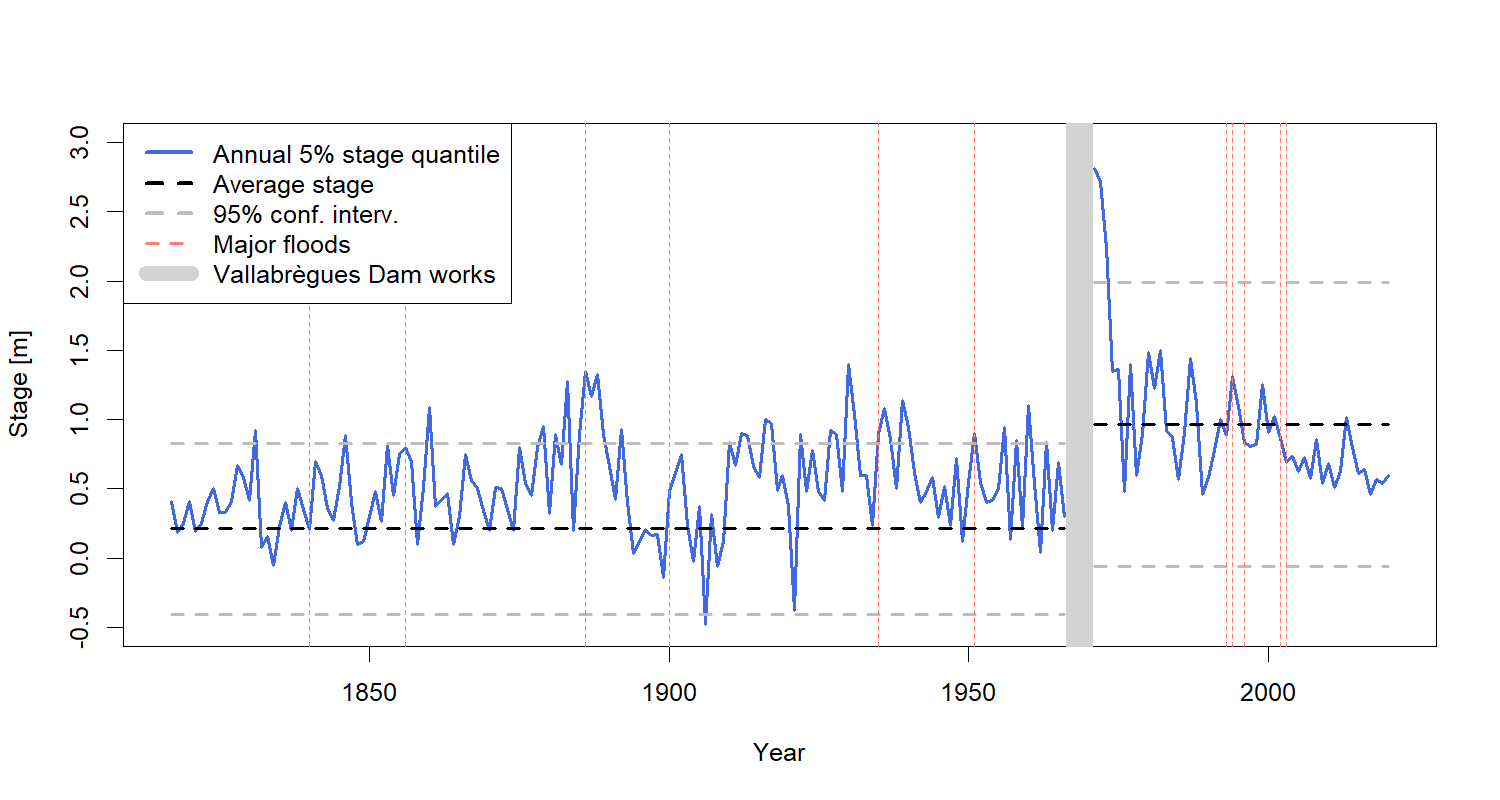 Annual 5% stage quantile
Average stage
95% conf. interv.
Major floods
Vallabrègues Dam works
Stage [m]
3.0
2.5
2.0
1.5
1.0
0.5
0.0
-0.5
1850 1900 1950 2000
Year